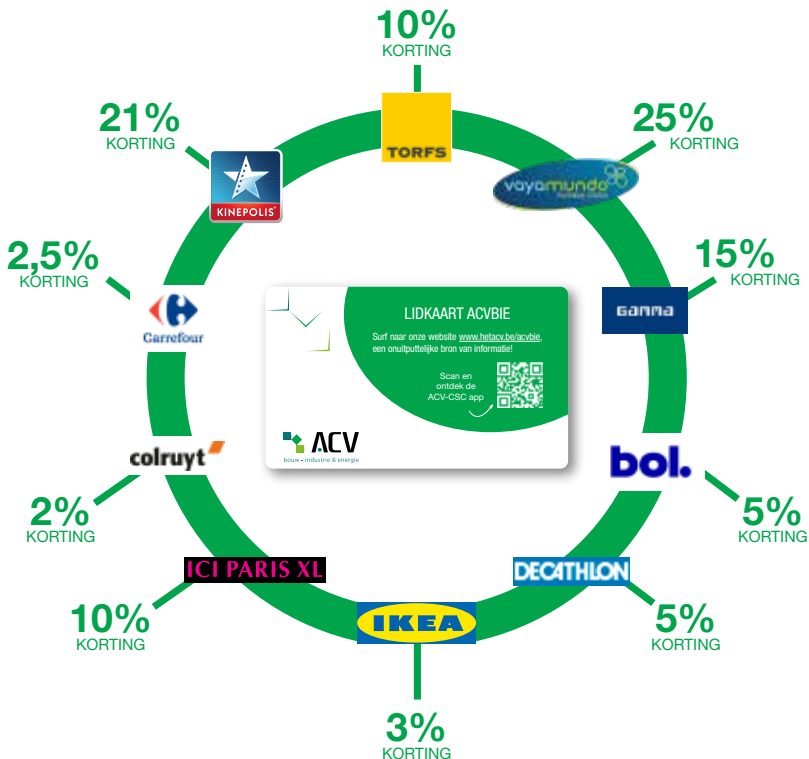 10%
KORTING
TORFS
25%
KORTING
vayamundo
15%
KORTING
GAMMA
bol.
5%
KORTING
DECATHLON
5%
KORTING
IKEA
3%
KORTING
ICI PARIS XL
10%
KORTING
colruyt
2%
KORTING
Carrefour
2,5%
KORTING
KINEPOLIS
21%
KORTING
LIDKAART ACVBIE
Surf naar onze website www.hetacv.be/acvbie,
een onuitputtelijke bron van informatie!
Scan en
ontdek de
ACV-CSC app
ACV
bouw - industrie & energie